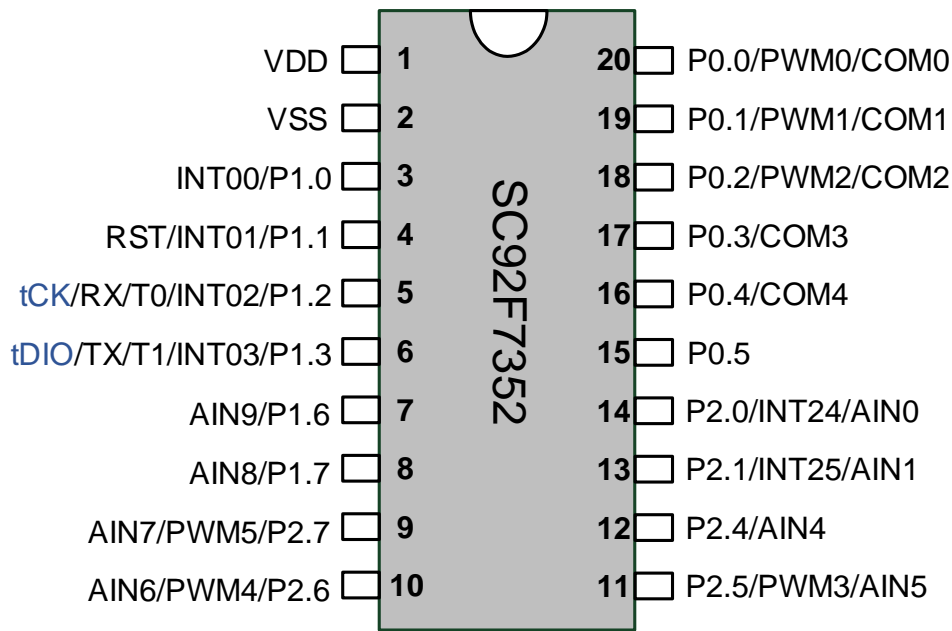 VDD 1 20 P0.0/PWM0/COM0
VSS 2 19 P0.1/PWM1/COM1
INT00/P1.0 3 18 P0.2/PWM2/COM2
RST/INT01/P1.1 4 17 P0.3/COM3
tCK/RX/T0/INT02/P1.2 5 16 P0.4/COM4
tDIO/TX/T1/INT03/P1.3 6 15 P0.5
AIN9/P1.6 7 14 P2.0/INT24/AIN0
AIN8/P1.7 8 13 P2.1/INT25/AIN1
AIN7/PWM5/P2.7 9 12 P2.4/AIN4
AIN6/PWM4/P2.6 10 11 P2.5/PWM3/AIN5
SC92F7352